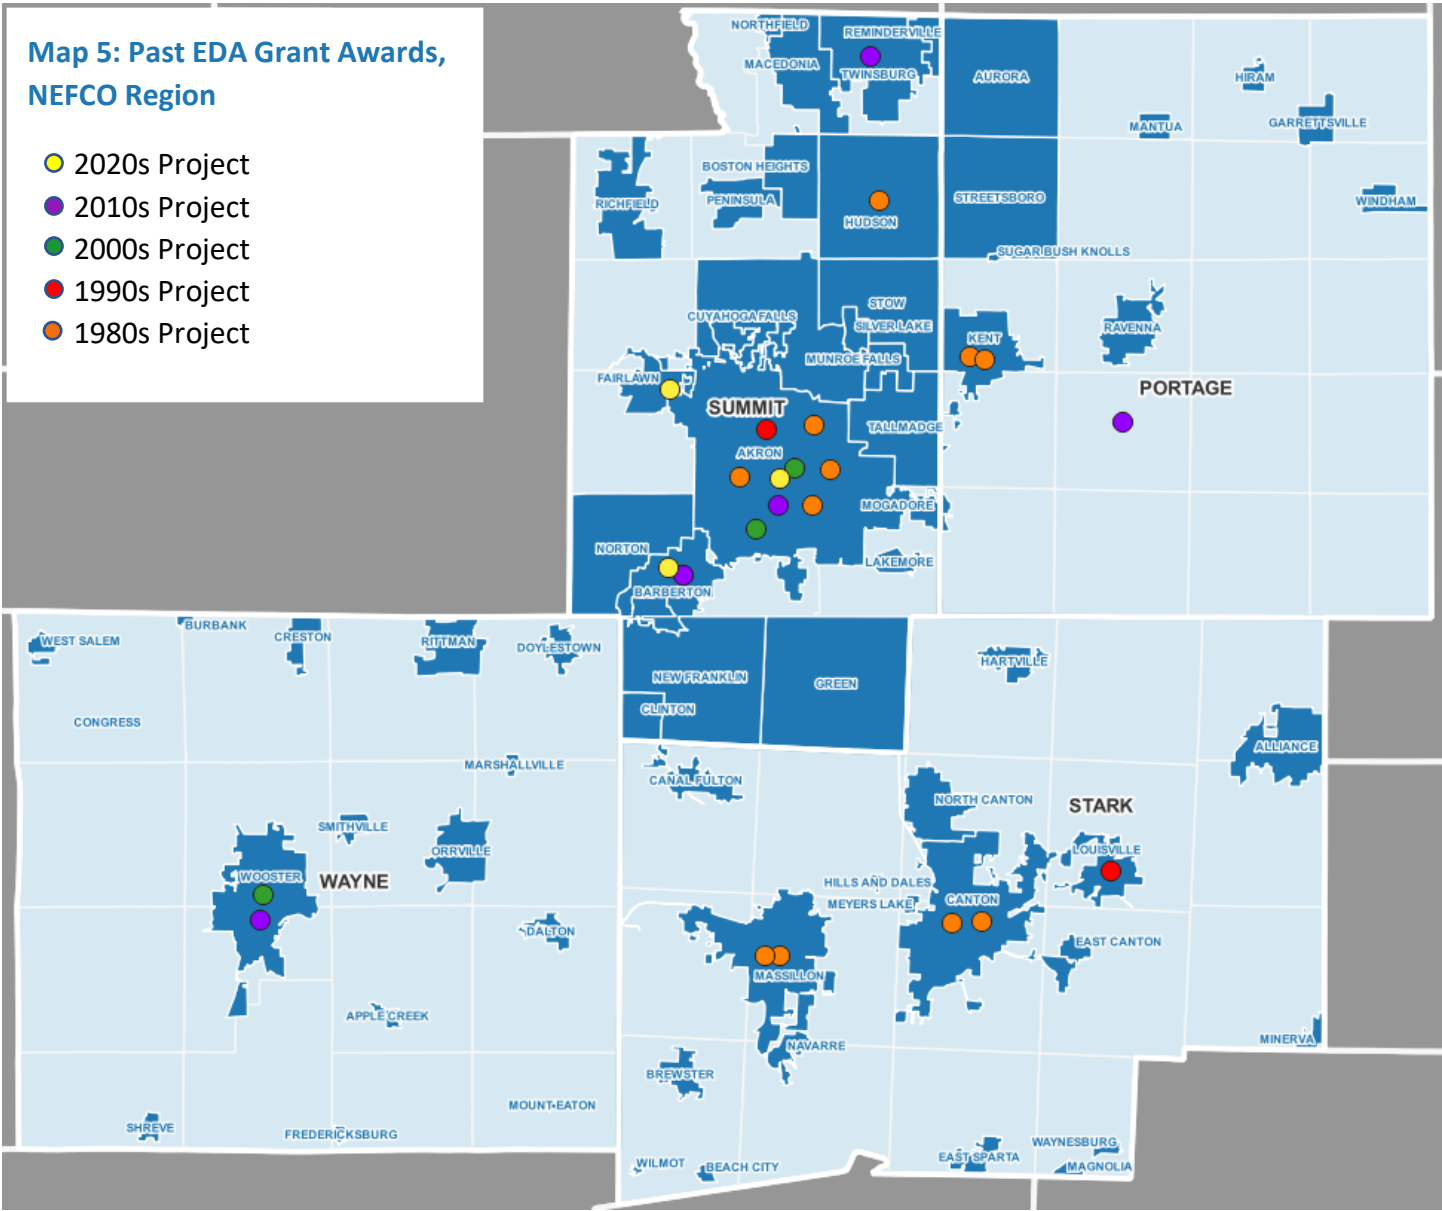 Map 5: Past EDA Grant Awards,
NEFCO Region
2020s Project
2010s Project
2000s Project
1990s Project
1980s Project
NORTHFIELD
REMINDERVILLE
MACEDONIA
TWINSBURG
AURORA
HIRAM
MANTUA
GARRETTSVILLE
BOSTON HEIGHTS
RICHFIELD
PENINSULA
HUDSON
STREETSBORO
WINDHAM
SUGAR BUSH KNOLLS
CUYAHOGA FALLS
STOW
SILVER LAKE
MUNROE FALLS
KENT
RAVENNA
FAIRLAWN
SUMMIT
PORTAGE
TALLMADGE
AKRON
MOGADORE
NORTON
LAKEMORE
BARBERTON
WEST SALEM
BURBANK
CRESTON
RITTMAN
DOYLESTOWN
NEW FRANKLIN
GREEN
HARTVILLE
CLINTON
CONGRESS
ALLIANCE
MARSHALLVILLE
CANAL FULTON
NORTH CANTON
STARK
SMITHVILLE
ORRVILLE
LOUISVILLE
WOOSTER
WAYNE
HILLS AND DALES
MEYERS LAKE
CANTON
DALTON
EAST CANTON
MASSILLON
APPLE CREEK
NAVARRE
MINERVA
BREWSTER
MOUNT EATON
SHREVE
FREDERICKSBURG
WAYNESBURG
EAST SPARTA
WILMOT
BEACH CITY
MAGNOLIA